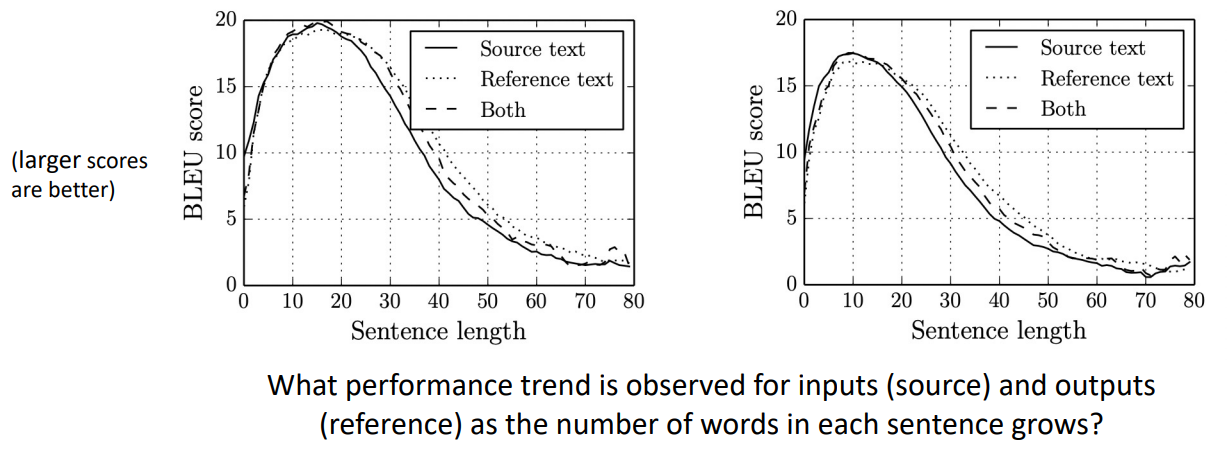 (larger scores
are better)
BLEU score
20
15
10
5
0
Source text
Reference text
Both
0 10 20 30 40 50 60 70 80
Sentence length
BLEU score
20
15
10
5
0
Source text
Reference text
Both
0 10 20 30 40 50 60 70 80
Sentence length
What performance trend is observed for inputs (source) and outputs
(reference) as the number of words in each sentence grows?